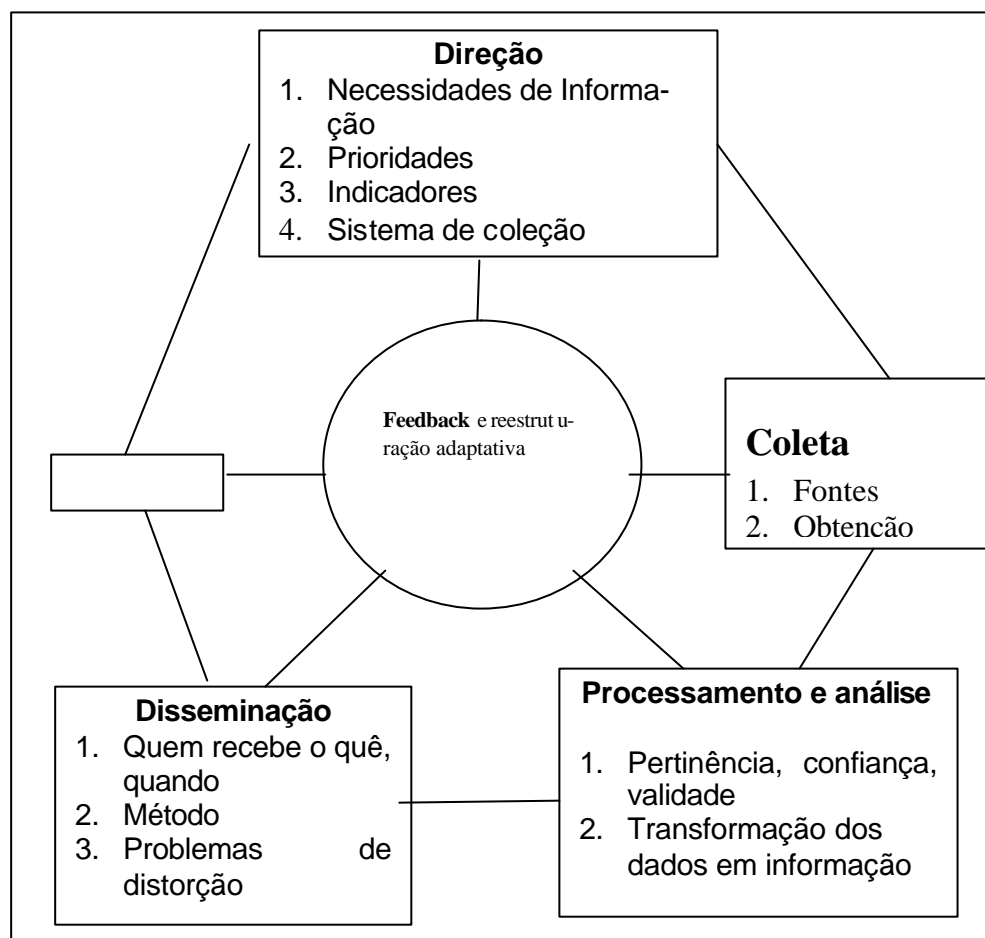 Direção
1. Necessidades de Informa-
ção
2. Prioridades
3. Indicadores
4. Sistema de coleção
Feedback e reestrut u-
ração adaptativa
Coleta
1. Fontes
2. Obtencão
Disseminação
1. Quem recebe o quê,
quando
2. Método
3. Problemas de
distorção
Processamento e análise
1. Pertinência, confiança,
validade
2. Transformação dos
dados em informação